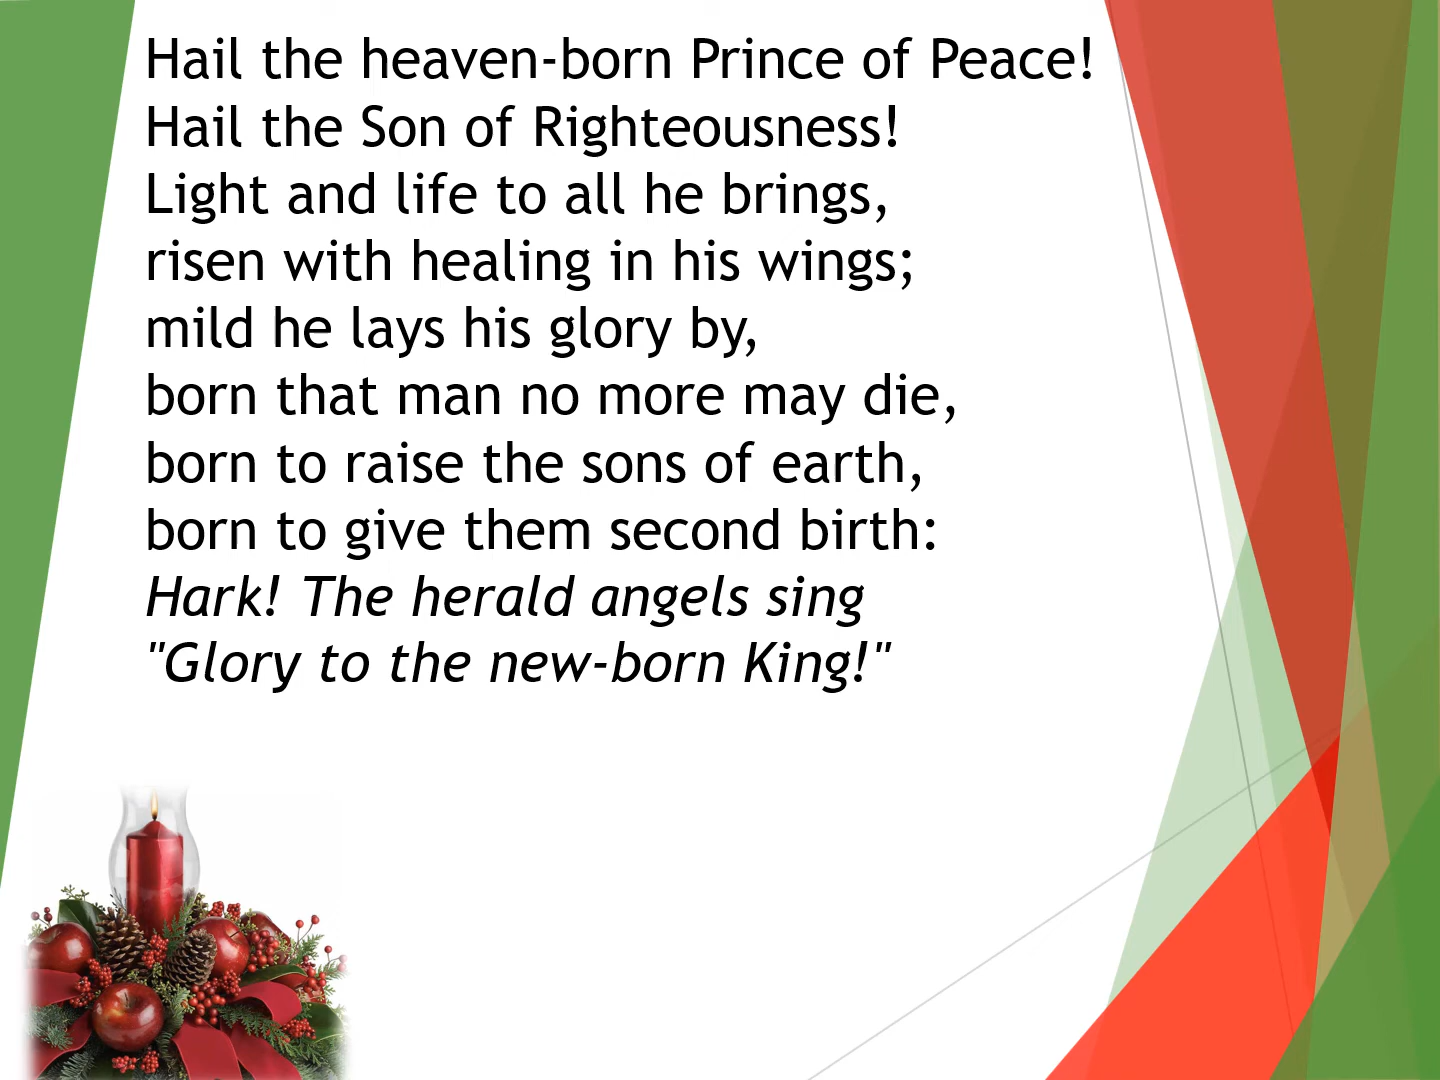 Hail the heaven-born Prince of Peace!
Hail the Son of Righteousness!
Light and life to all he brings,
risen with healing in his wings;
mild he lays his glory by,
born that man no more may die,
born to raise the sons of earth,
born to give them second birth:
Hark! The herald angels sing
"Glory to the new-born King!"